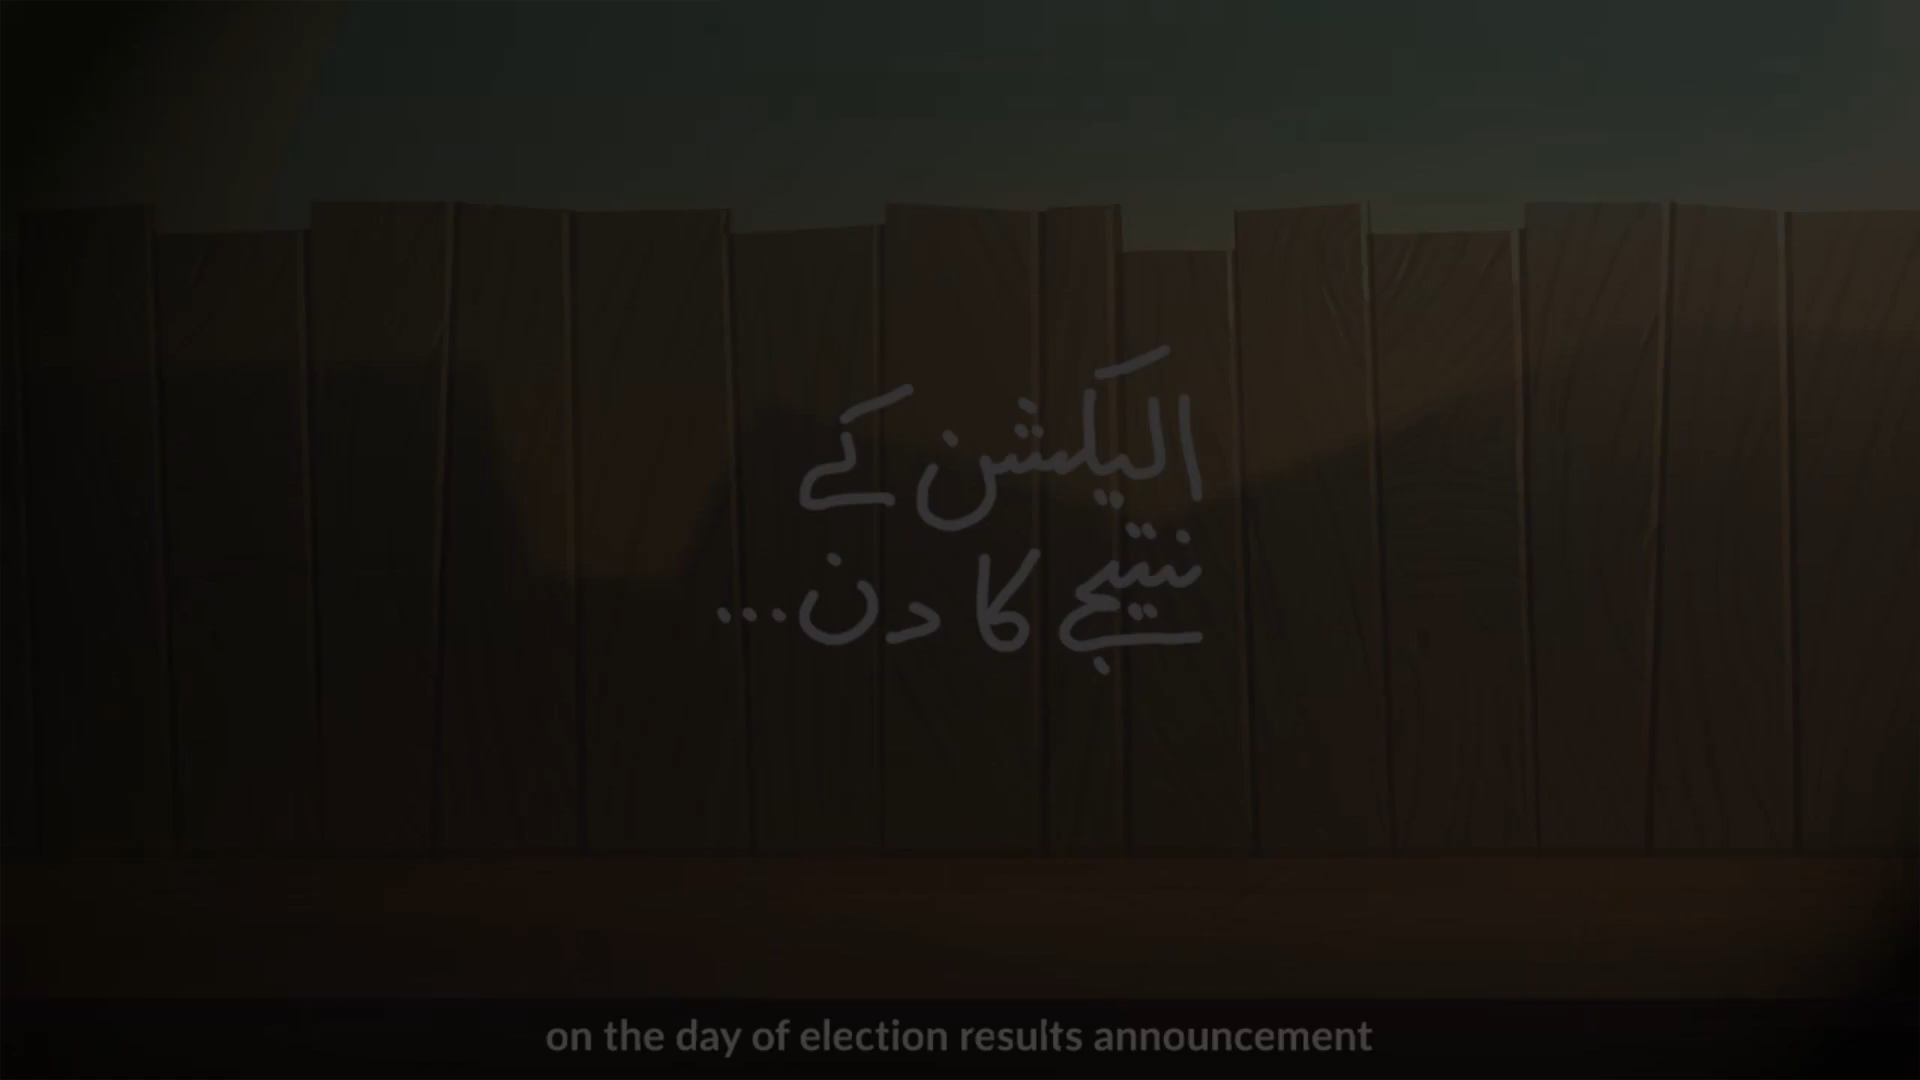 الیکشن کے
نتیجے کا دن...
on the day of election results announcement